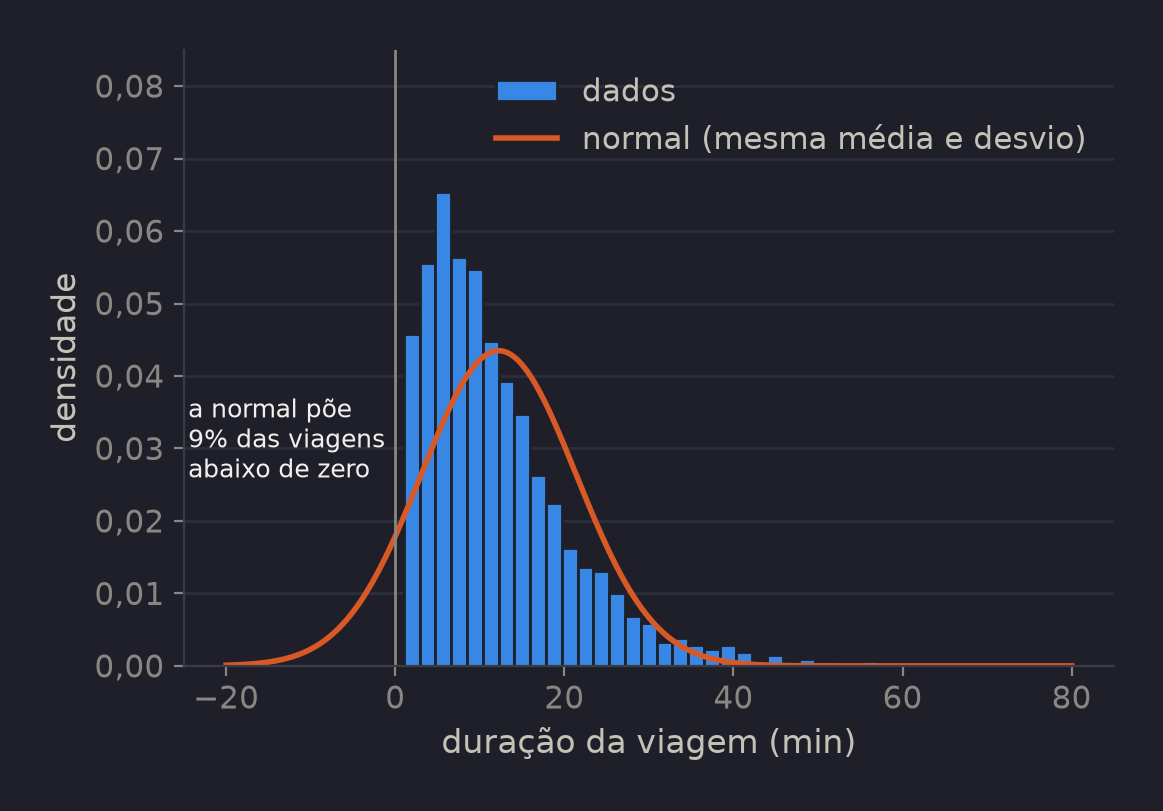 dados
normal (mesma média e desvio)
0,08
0,07
0,06
0,05
0,04
0,03
0,02
0,01
0,00
densidade
a normal põe
9% das viagens
abaixo de zero
−20 0 20 40 60 80
duração da viagem (min)